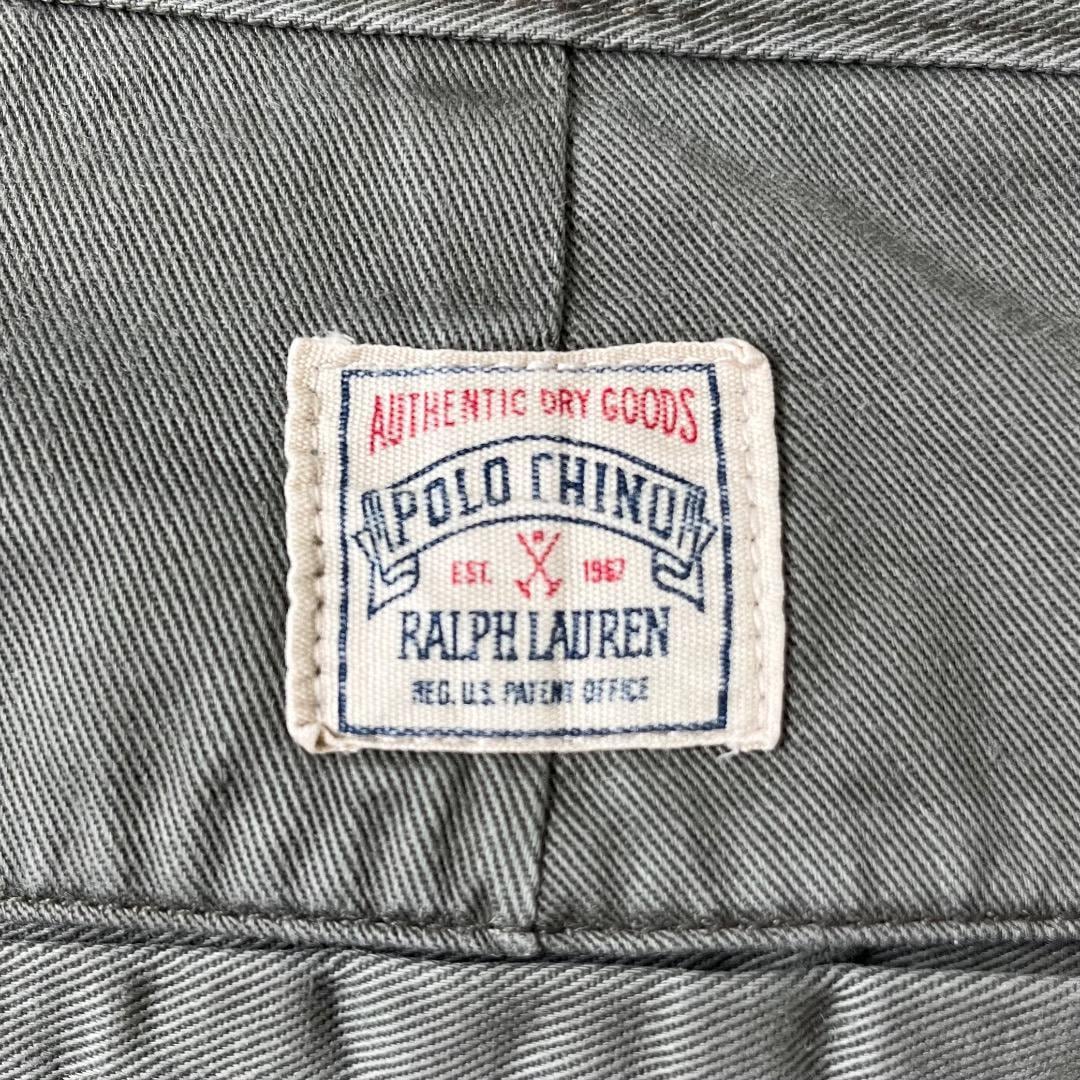 AUTHENTIC DRY GOODS
POLO CHINO
EST. 1967
RALPH LAUREN
REG. U.S. PATENT OFFICE